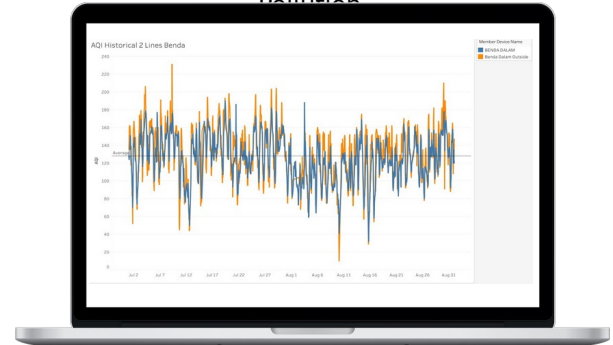 AQI Historical 2 Lines Benda
Member Device Name
BENDA DALAM
Benda Dalam Outside
240
220
200
180
160
140
120
100
80
60
40
20
0
AQI
Average
Jul 2
Jul 7
Jul 12
Jul 17
Jul 22
Jul 27
Aug 1
Aug 6
Aug 11
Aug 16
Aug 21
Aug 26
Aug 31